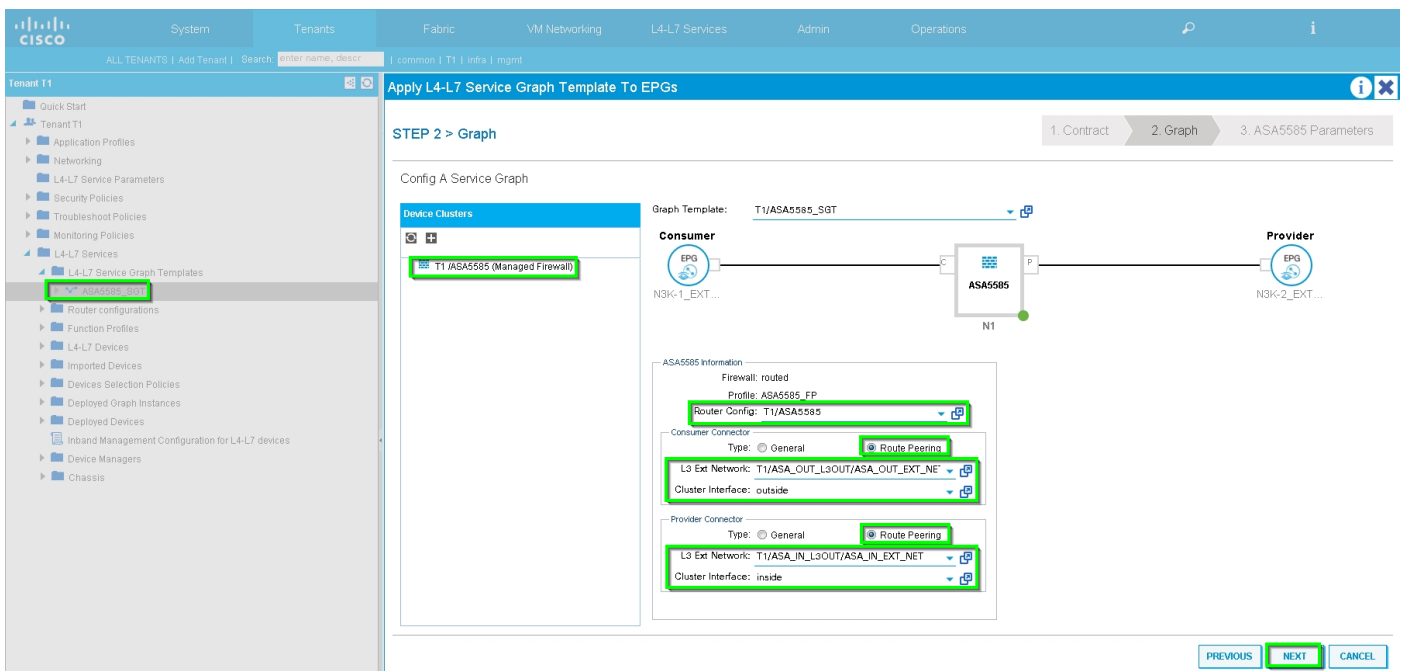 CISCO
System
Tenants
Fabric
VM Networking
L4-L7 Services
Admin
Operations
i
ALL TENANTS | Add Tenant | Search: enter name, descr | common | T1 | infra | mgmt
Tenant T1
Quick Start
Tenant T1
Application Profiles
Networking
L4-L7 Service Parameters
Security Policies
Troubleshoot Policies
Monitoring Policies
L4-L7 Services
L4-L7 Service Graph Templates
ASA5585_SGT
Router configurations
Function Profiles
L4-L7 Devices
Imported Devices
Devices Selection Policies
Deployed Graph Instances
Deployed Devices
Inband Management Configuration for L4-L7 devices
Device Managers
Chassis
Apply L4-L7 Service Graph Template To EPGs
i
STEP 2 > Graph
1. Contract
2. Graph
3. ASA5585 Parameters
Config A Service Graph
Device Clusters
T1 /ASA5585 (Managed Firewall)
Graph Template: T1/ASA5585_SGT
Consumer
EPG
N3K-1_EXT...
C
ASA5585
P
N1
Provider
EPG
N3K-2_EXT...
ASA5585 Information
Firewall: routed
Profile: ASA5585_FP
Router Config: T1/ASA5585
Consumer Connector
Type: General Route Peering
L3 Ext Network: T1/ASA_OUT_L3OUT/ASA_OUT_EXT_NE
Cluster Interface: outside
Provider Connector
Type: General Route Peering
L3 Ext Network: T1/ASA_IN_L3OUT/ASA_IN_EXT_NET
Cluster Interface: inside
PREVIOUS
NEXT
CANCEL